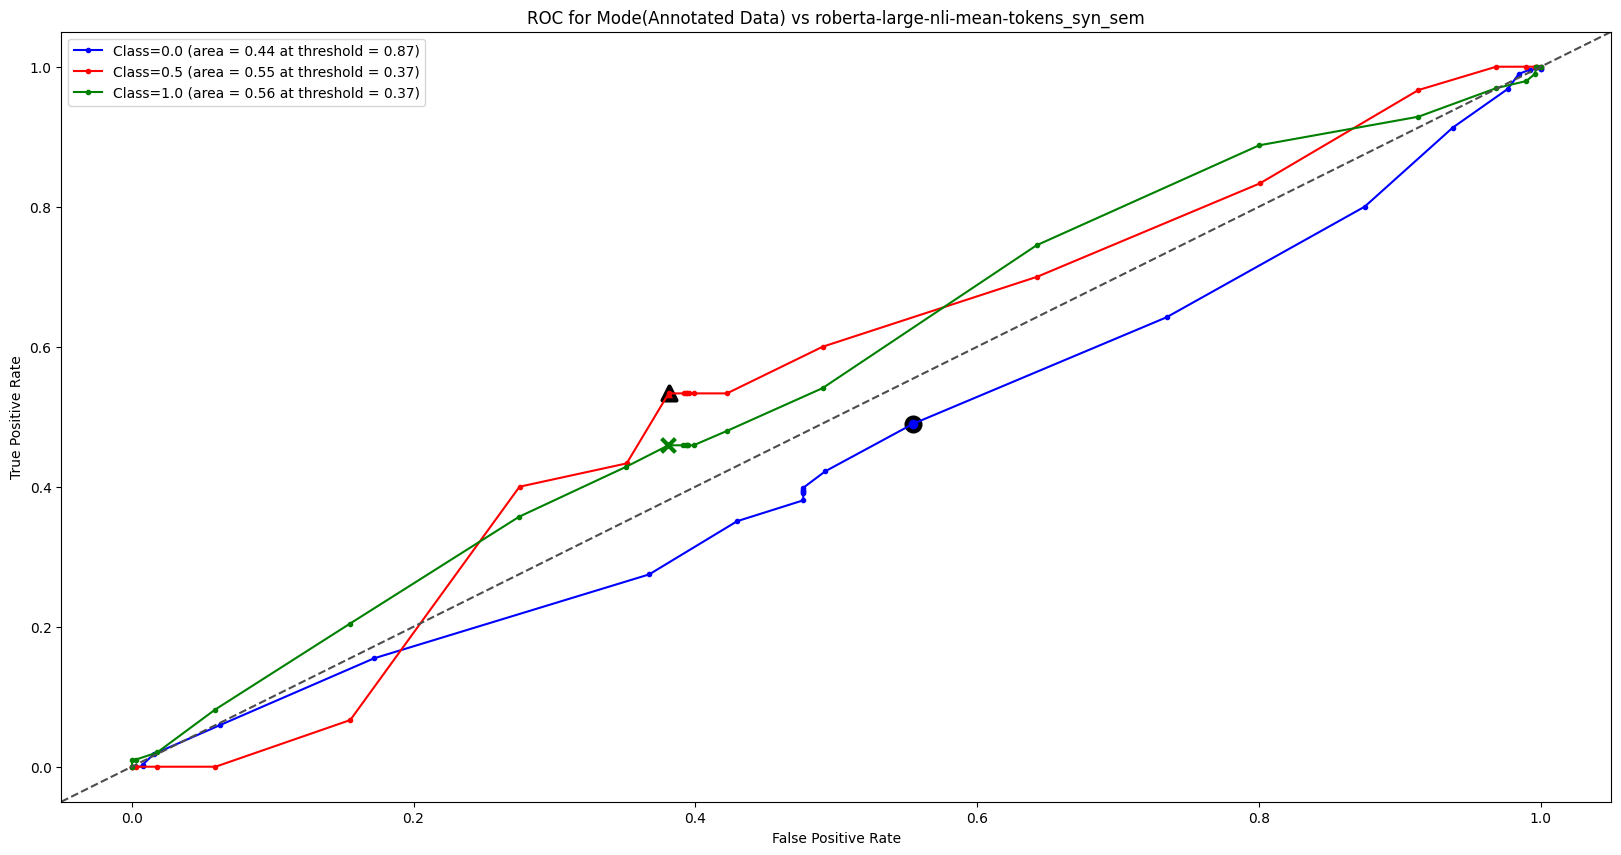 ROC for Mode(Annotated Data) vs roberta-large-nli-mean-tokens_syn_sem
Class=0.0 (area = 0.44 at threshold = 0.87)
Class=0.5 (area = 0.55 at threshold = 0.37)
Class=1.0 (area = 0.56 at threshold = 0.37)
True Positive Rate
1.0
0.8
0.6
0.4
0.2
0.0
0.0 0.2 0.4 0.6 0.8 1.0
False Positive Rate